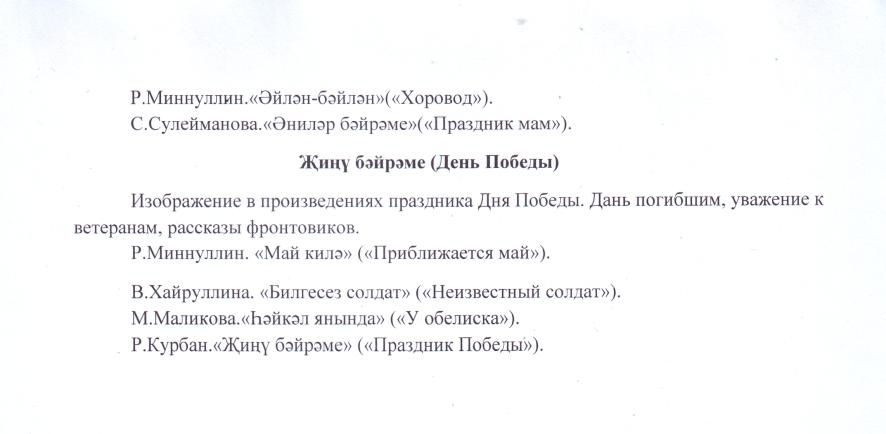 Р.Миннуллин.«Әйлән-бәйлән»(«Хоровод»).
С.Сулейманова.«Әниләр бәйрәме»(«Праздник мам»).
Җиңү бәйрәме (День Победы)
Изображение в произведениях праздника Дня Победы. Дань погибшим, уважение к
ветеранам, рассказы фронтовиков.
Р.Миннуллин. «Май килә» («Приближается май»).
В.Хайруллина. «Билгесез солдат» («Неизвестный солдат»).
М.Маликова.«Һәйкәл янында» («У обелиска»).
Р.Курбан.«Җиңү бәйрәме» («Праздник Победы»).